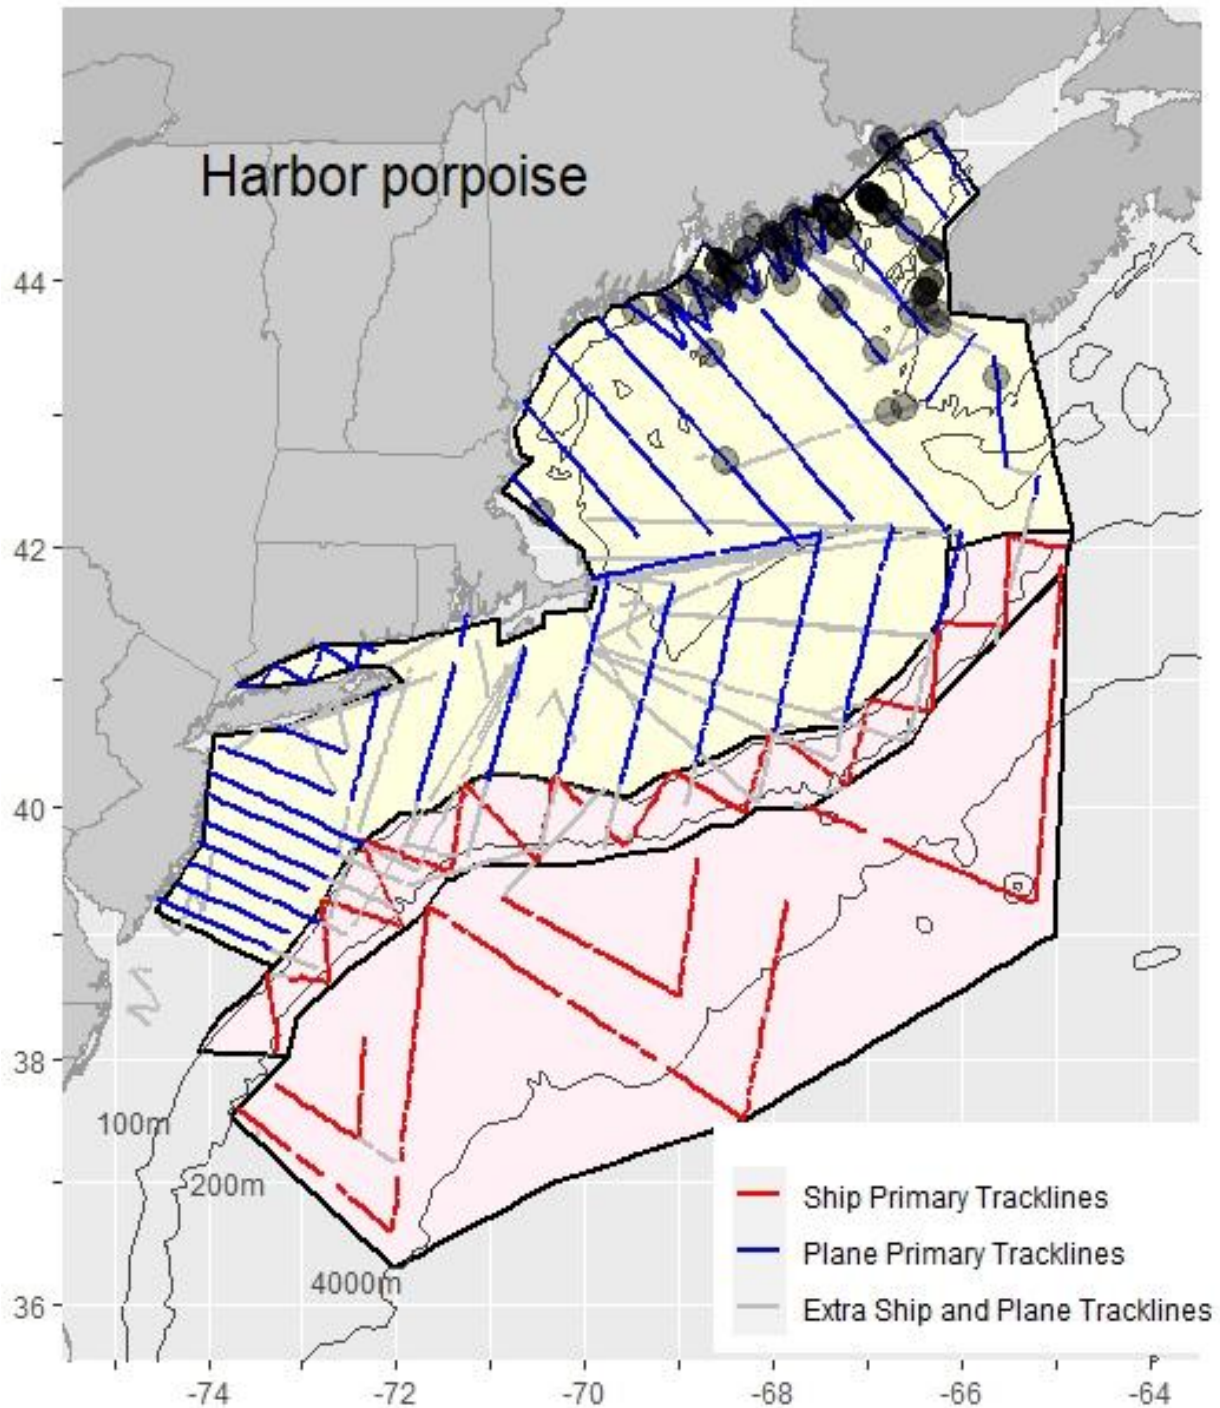 Harbor porpoise
44
42
40
38
36
100m
200m
4000m
Ship Primary Tracklines
Plane Primary Tracklines
Extra Ship and Plane Tracklines
-74
-72
-70
-68
-66
-64